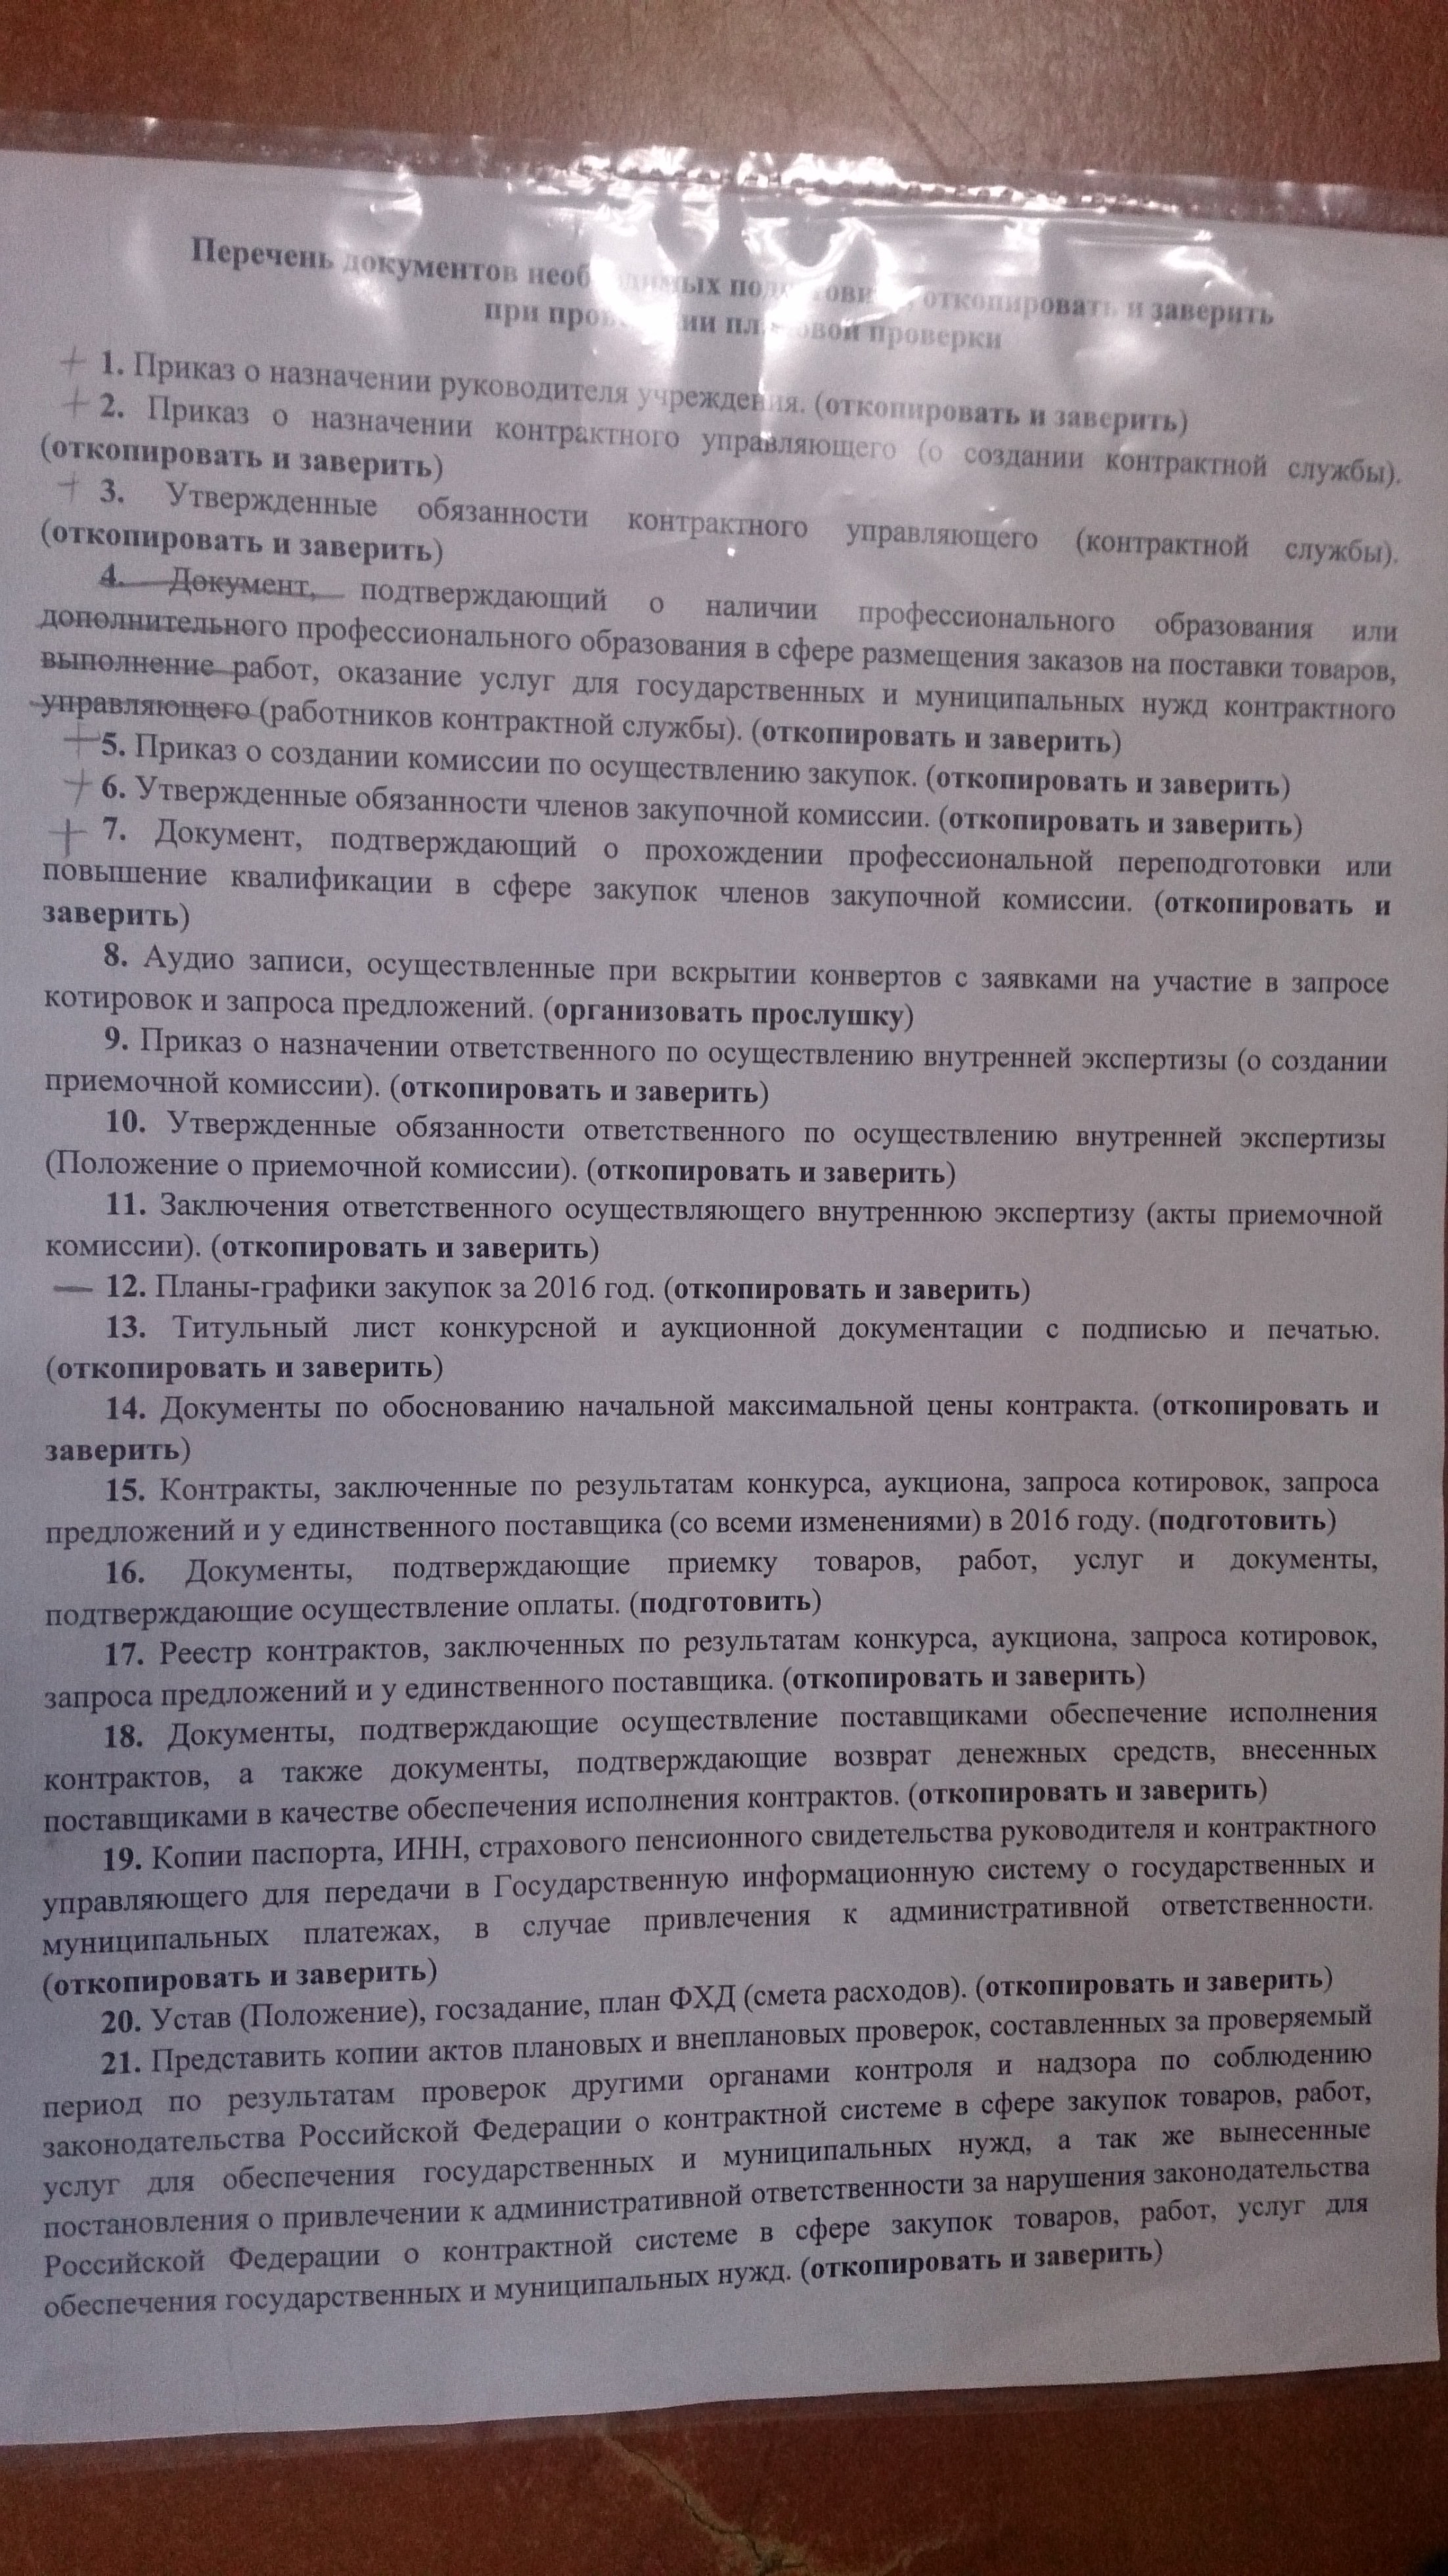 Перечень документов необходимых подготовить, откопировать и заверить
при проведении плановой проверки
+ 1. Приказ о назначении руководителя учреждения. (откопировать и заверить)
+ 2. Приказ о назначении контрактного управляющего (о создании контрактной службы).
(откопировать и заверить)
+ 3. Утвержденные обязанности контрактного управляющего (контрактной службы).
(откопировать и заверить)
4. Документ, подтверждающий о наличии профессионального образования или
дополнительного профессионального образования в сфере размещения заказов на поставки товаров,
выполнение работ, оказание услуг для государственных и муниципальных нужд контрактного
управляющего (работников контрактной службы). (откопировать и заверить)
+ 5. Приказ о создании комиссии по осуществлению закупок. (откопировать и заверить)
+ 6. Утвержденные обязанности членов закупочной комиссии. (откопировать и заверить)
+ 7. Документ, подтверждающий о прохождении профессиональной переподготовки или
повышение квалификации в сфере закупок членов закупочной комиссии. (откопировать и
заверить)
8. Аудио записи, осуществленные при вскрытии конвертов с заявками на участие в запросе
котировок и запроса предложений. (организовать прослушку)
9. Приказ о назначении ответственного по осуществлению внутренней экспертизы (о создании
приемочной комиссии). (откопировать и заверить)
10. Утвержденные обязанности ответственного по осуществлению внутренней экспертизы
(Положение о приемочной комиссии). (откопировать и заверить)
11. Заключения ответственного осуществляющего внутреннюю экспертизу (акты приемочной
комиссии). (откопировать и заверить)
— 12. Планы-графики закупок за 2016 год. (откопировать и заверить)
13. Титульный лист конкурсной и аукционной документации с подписью и печатью.
(откопировать и заверить)
14. Документы по обоснованию начальной максимальной цены контракта. (откопировать и
заверить)
15. Контракты, заключенные по результатам конкурса, аукциона, запроса котировок, запроса
предложений и у единственного поставщика (со всеми изменениями) в 2016 году. (подготовить)
16. Документы, подтверждающие приемку товаров, работ, услуг и документы,
подтверждающие осуществление оплаты. (подготовить)
17. Реестр контрактов, заключенных по результатам конкурса, аукциона, запроса котировок,
запроса предложений и у единственного поставщика. (откопировать и заверить)
18. Документы, подтверждающие осуществление поставщиками обеспечение исполнения
контрактов, а также документы, подтверждающие возврат денежных средств, внесенных
поставщиками в качестве обеспечения исполнения контрактов. (откопировать и заверить)
19. Копии паспорта, ИНН, страхового пенсионного свидетельства руководителя и контрактного
управляющего для передачи в Государственную информационную систему о государственных и
муниципальных платежах, в случае привлечения к административной ответственности.
(откопировать и заверить)
20. Устав (Положение), госзадание, план ФХД (смета расходов). (откопировать и заверить)
21. Представить копии актов плановых и внеплановых проверок, составленных за проверяемый
период по результатам проверок другими органами контроля и надзора по соблюдению
законодательства Российской Федерации о контрактной системе в сфере закупок товаров, работ,
услуг для обеспечения государственных и муниципальных нужд, а так же вынесенные
постановления о привлечении к административной ответственности за нарушения законодательства
Российской Федерации о контрактной системе в сфере закупок товаров, работ, услуг для
обеспечения государственных и муниципальных нужд. (откопировать и заверить)